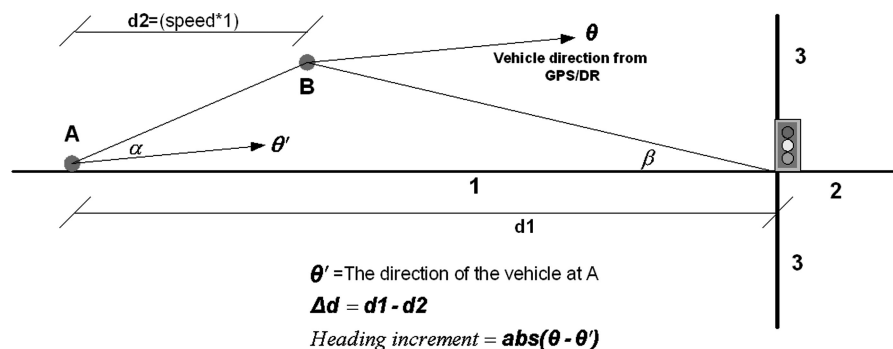 d2=(speed*1)
θ
Vehicle direction from
GPS/DR
3
B
A
α
θ'
β
1
2
d1
3
θ' =The direction of the vehicle at A
Δd = d1 - d2
Heading increment = abs(θ - θ')